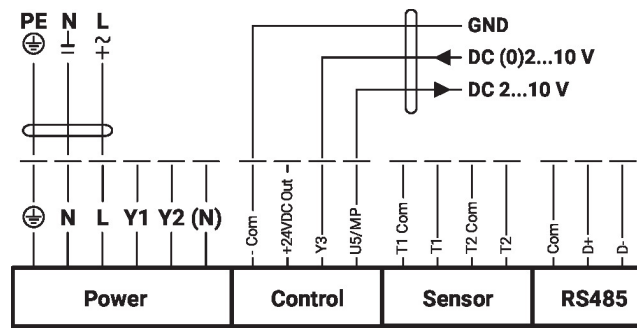 PE N L
GND
DC (0)2...10 V
DC 2...10 V
N L Y1 Y2 (N)
- Com
+24VDC Out
Y3
U5/MP
T1 Com
T1
T2 Com
T2
Com
D+
D-
Power
Control
Sensor
RS485